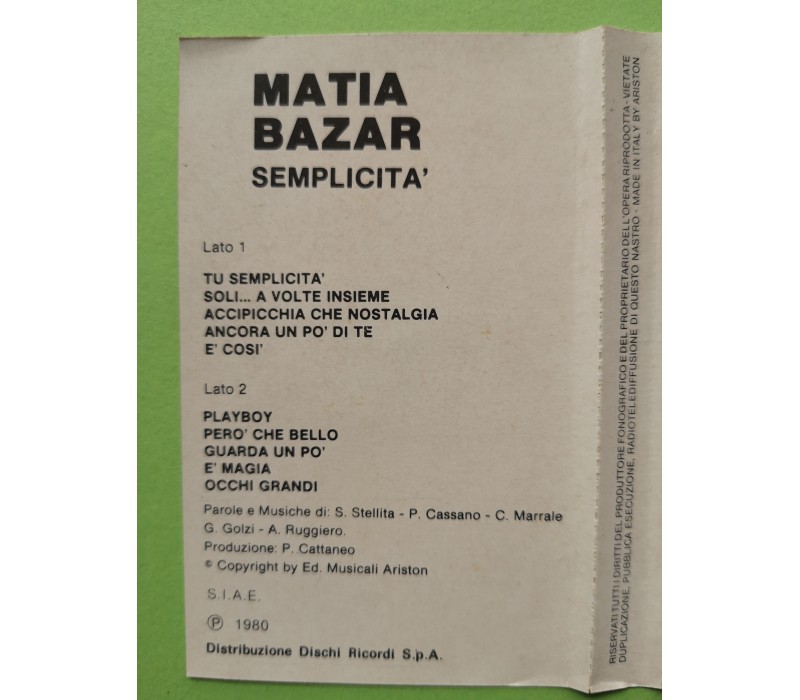 MATIA
BAZAR
SEMPLICITA'
Lato 1
TU SEMPLICITA'
SOLI... A VOLTE INSIEME
ACCIPICCHIA CHE NOSTALGIA
ANCORA UN PO' DI TE
E' COSI'
Lato 2
PLAYBOY
PERO' CHE BELLO
GUARDA UN PO'
E' MAGIA
OCCHI GRANDI
Parole e Musiche di: S. Stellita - P. Cassano - C. Marrale
G. Golzi - A. Ruggiero.
Produzione: P. Cattaneo
© Copyright by Ed. Musicali Ariston
S.I.A.E.
℗ 1980
Distribuzione Dischi Ricordi S.p.A.
RISERVATI TUTTI I DIRITTI DEL PRODUTTORE FONOGRAFICO E DEL PROPRIETARIO DELL'OPERA RIPRODOTTA - VIETATE
DUPLICAZIONE, PUBBLICA ESECUZIONE, RADIOTELEDIFFUSIONE DI QUESTO NASTRO - MADE IN ITALY BY ARISTON